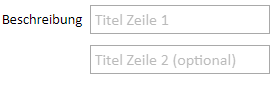 Beschreibung Titel Zeile 1
Titel Zeile 2 (optional)